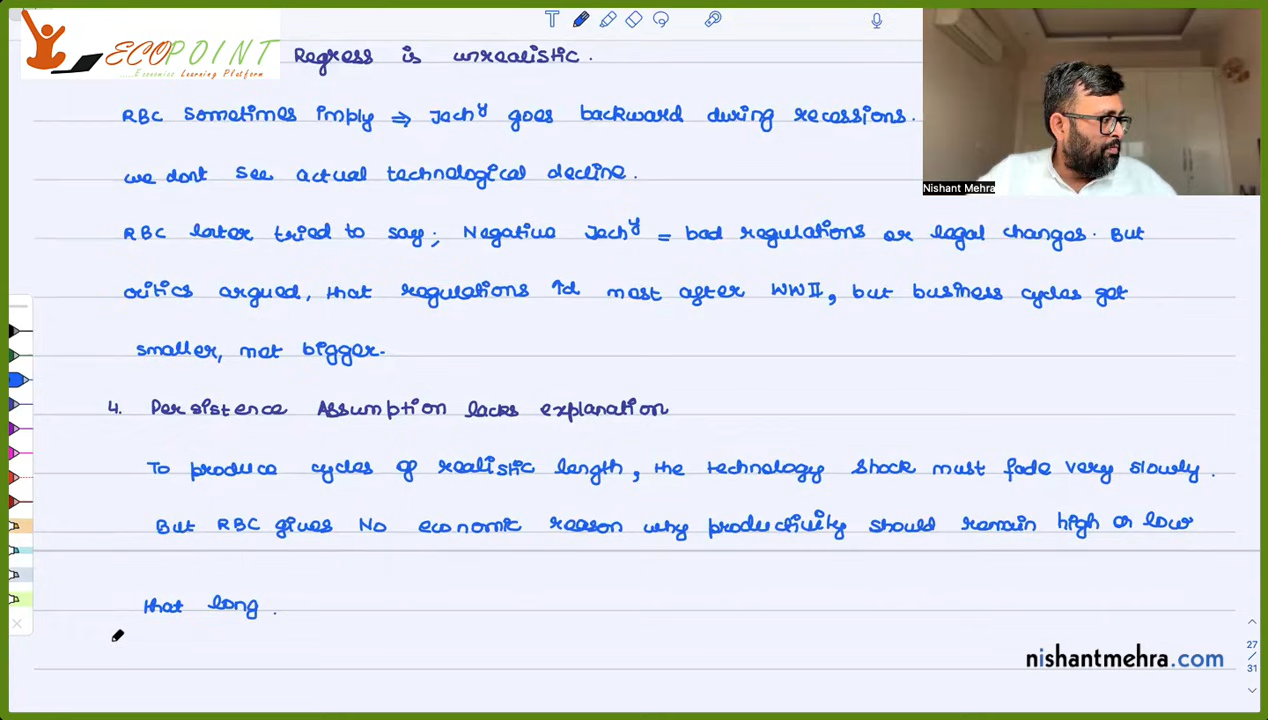 ECOPOINT
....Economics Learning Platform
Regress is unrealistic.
RBC sometimes imply ⇒ Techy goes backward during recessions.
we dont see actual technological decline.
RBC later tried to say; Negative Techy = bad regulations or legal changes. But
critics argued, that regulations ↑d most after WWII, but business cycles get
smaller, not bigger.
4. Persistence Assumption lacks explanation
To produce cycles of realistic length, the technology shock must fade very slowly.
But RBC gives No economic reason why productivity should remain high or low
that long.
Nishant Mehra
nishantmehra.com
27
/
31